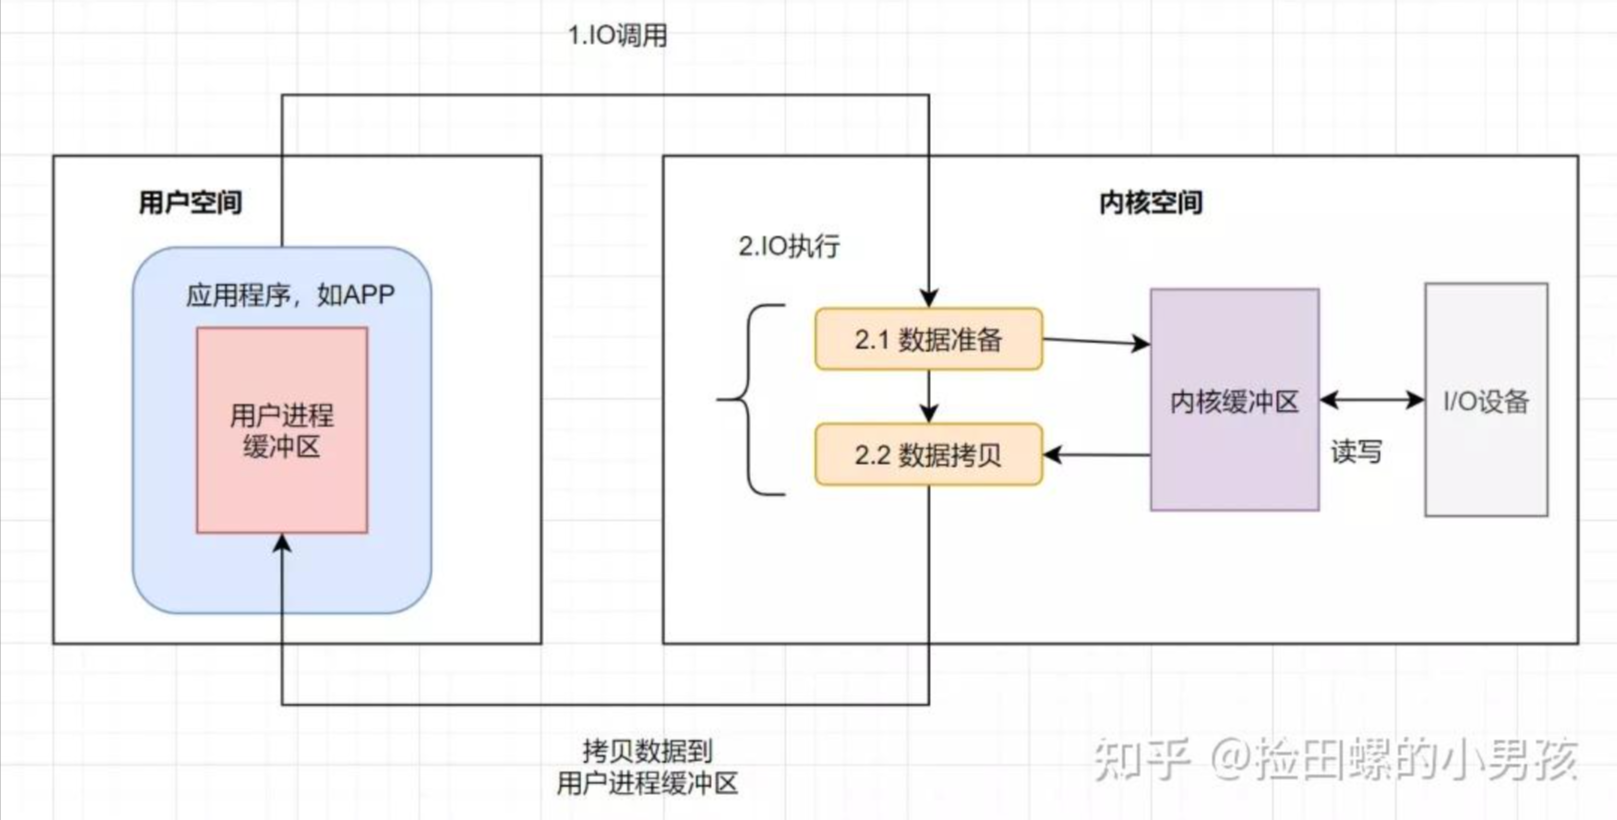 1.IO调用
用户空间
内核空间
2.IO执行
应用程序，如APP
2.1 数据准备
用户进程
缓冲区
内核缓冲区
I/O设备
2.2 数据拷贝
读写
拷贝数据到
用户进程缓冲区
知乎 @捡田螺的小男孩